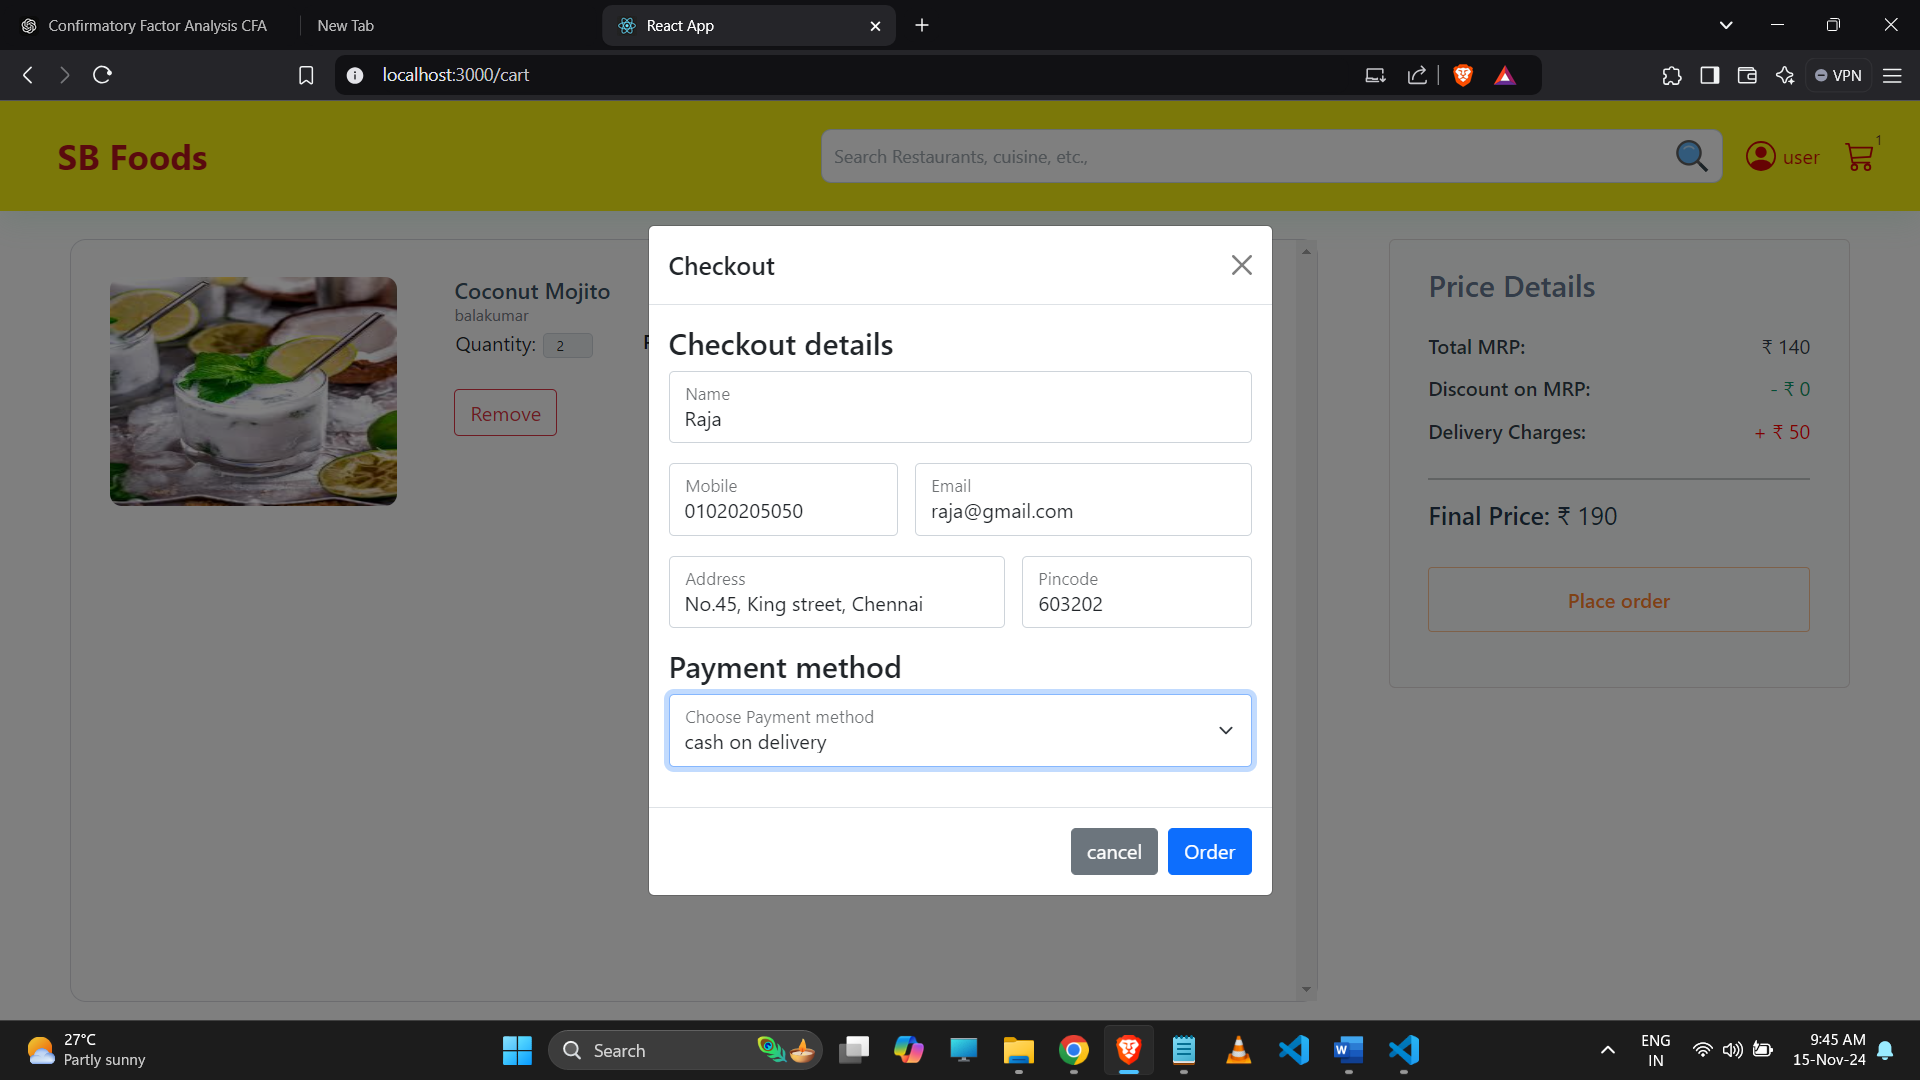 Confirmatory Factor Analysis CFA
New Tab
React App
localhost:3000/cart
VPN
SB Foods
Search Restaurants, cuisine, etc.,
user
1
Coconut Mojito
balakumar
Quantity: 2
Remove
Checkout
Checkout details
Name
Raja
Mobile
01020205050
Email
raja@gmail.com
Address
No.45, King street, Chennai
Pincode
603202
Payment method
Choose Payment method
cash on delivery
cancel
Order
Price Details
Total MRP: ₹ 140
Discount on MRP: - ₹ 0
Delivery Charges: + ₹ 50
Final Price: ₹ 190
Place order
27°C
Partly sunny
Search
ENG
IN
9:45 AM
15-Nov-24